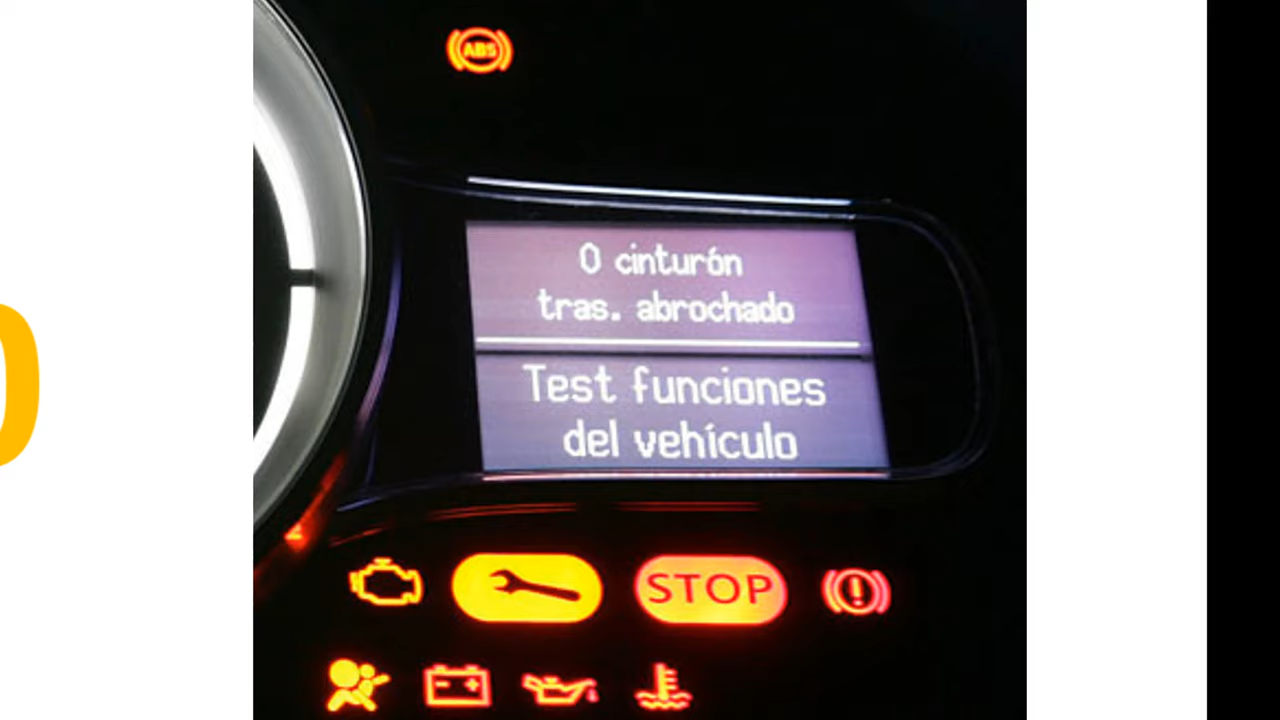 ABS
0 cinturón
tras. abrochado
Test funciones
del vehículo
STOP